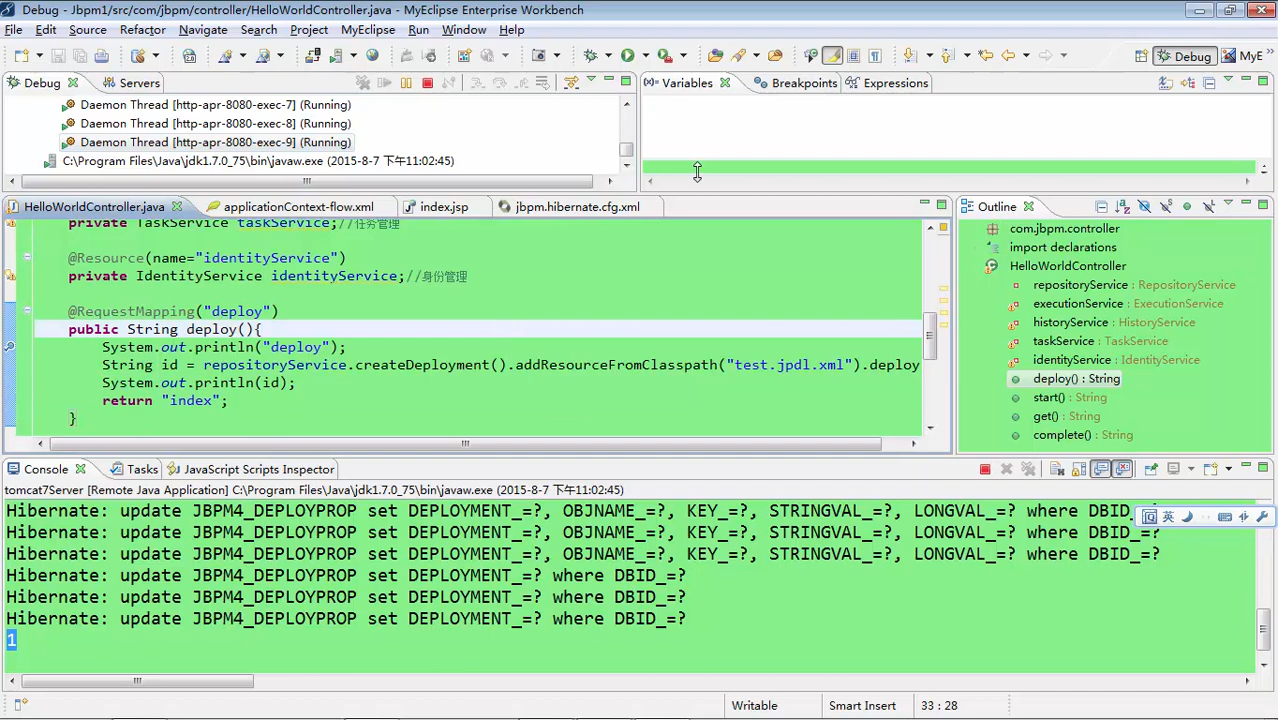 Debug - Jbpm1/src/com/jbpm/controller/HelloWorldController.java - MyEclipse Enterprise Workbench
File Edit Source Refactor Navigate Search Project MyEclipse Run Window Help
Debug MyE
Debug Servers
Daemon Thread [http-apr-8080-exec-7] (Running)
Daemon Thread [http-apr-8080-exec-8] (Running)
Daemon Thread [http-apr-8080-exec-9] (Running)
C:\Program Files\Java\jdk1.7.0_75\bin\javaw.exe (2015-8-7 下午11:02:45)
Variables Breakpoints Expressions
HelloWorldController.java applicationContext-flow.xml index.jsp jbpm.hibernate.cfg.xml
private TaskService taskService;//任务管理
@Resource(name="identityService")
private IdentityService identityService;//身份管理
@RequestMapping("deploy")
public String deploy(){
System.out.println("deploy");
String id = repositoryService.createDeployment().addResourceFromClasspath("test.jpdl.xml").deploy
System.out.println(id);
return "index";
}
Outline
com.jbpm.controller
import declarations
HelloWorldController
repositoryService : RepositoryService
executionService : ExecutionService
historyService : HistoryService
taskService : TaskService
identityService : IdentityService
deploy() : String
start() : String
get() : String
complete() : String
Console Tasks JavaScript Scripts Inspector
tomcat7Server [Remote Java Application] C:\Program Files\Java\jdk1.7.0_75\bin\javaw.exe (2015-8-7 下午11:02:45)
Hibernate: update JBPM4_DEPLOYPROP set DEPLOYMENT_=?, OBJNAME_=?, KEY_=?, STRINGVAL_=?, LONGVAL_=? where DBID_
英
Hibernate: update JBPM4_DEPLOYPROP set DEPLOYMENT_=?, OBJNAME_=?, KEY_=?, STRINGVAL_=?, LONGVAL_=? where DBID_=?
Hibernate: update JBPM4_DEPLOYPROP set DEPLOYMENT_=?, OBJNAME_=?, KEY_=?, STRINGVAL_=?, LONGVAL_=? where DBID_=?
Hibernate: update JBPM4_DEPLOYPROP set DEPLOYMENT_=? where DBID_=?
Hibernate: update JBPM4_DEPLOYPROP set DEPLOYMENT_=? where DBID_=?
Hibernate: update JBPM4_DEPLOYPROP set DEPLOYMENT_=? where DBID_=?
1
Writable Smart Insert 33 : 28